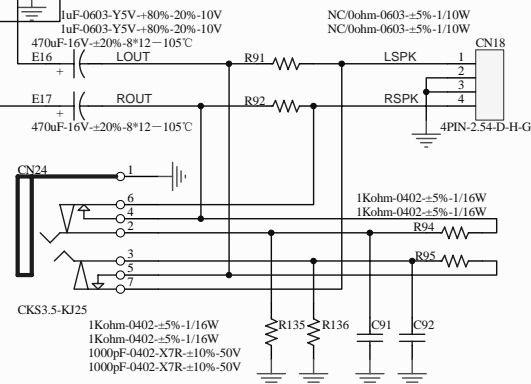 1uF-0603-Y5V-+80%-20%-10V
1uF-0603-Y5V-+80%-20%-10V
470uF-16V-±20%-8*12－105℃
NC/0ohm-0603-±5%-1/10W
NC/0ohm-0603-±5%-1/10W
CN18
E16
+
LOUT
R91
LSPK
1
2
3
4
E17
+
ROUT
R92
RSPK
470uF-16V-±20%-8*12－105℃
4PIN-2.54-D-H-G
CN24
1
6
4
2
3
5
7
1Kohm-0402-±5%-1/16W
1Kohm-0402-±5%-1/16W
R94
R95
CKS3.5-KJ25
1Kohm-0402-±5%-1/16W
1Kohm-0402-±5%-1/16W
1000pF-0402-X7R-±10%-50V
1000pF-0402-X7R-±10%-50V
R135
R136
C91
C92